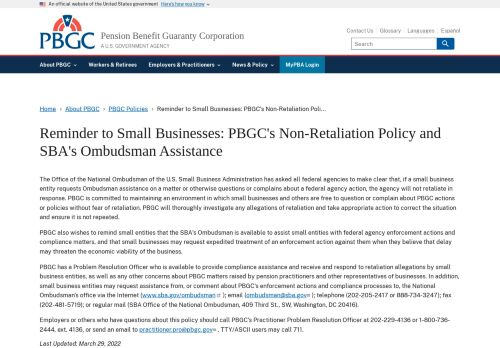 An official website of the United States government Here's how you know
PBGC
Pension Benefit Guaranty Corporation
A U.S. GOVERNMENT AGENCY
Contact Us Glossary Languages Español
Search
About PBGC Workers & Retirees Employers & Practitioners News & Policy MyPBA Login
Home › About PBGC › PBGC Policies › Reminder to Small Businesses: PBGC's Non-Retaliation Poli...
Reminder to Small Businesses: PBGC's Non-Retaliation Policy and
SBA's Ombudsman Assistance
The Office of the National Ombudsman of the U.S. Small Business Administration has asked all federal agencies to make clear that, if a small business
entity requests Ombudsman assistance on a matter or otherwise questions or complains about a federal agency action, the agency will not retaliate in
response. PBGC is committed to maintaining an environment in which small businesses and others are free to question or complain about PBGC actions
or policies without fear of retaliation. PBGC will thoroughly investigate any allegations of retaliation and take appropriate action to correct the situation
and ensure it is not repeated.
PBGC also wishes to remind small entities that the SBA's Ombudsman is available to assist small entities with federal agency enforcement actions and
compliance matters, and that small businesses may request expedited treatment of an enforcement action against them when they believe that delay
may threaten the economic viability of the business.
PBGC has a Problem Resolution Officer who is available to provide compliance assistance and receive and respond to retaliation allegations by small
business entities, as well as any other concerns about PBGC matters raised by pension practitioners and other representatives of businesses. In addition,
small business entities may request assistance from, or comment about PBGC's enforcement actions and compliance processes to, the National
Ombudsman's office via the Internet (www.sba.gov/ombudsman); email (ombudsman@sba.gov); telephone (202-205-2417 or 888-734-3247); fax
(202-481-5719); or regular mail (SBA Office of the National Ombudsman, 409 Third St., SW, Washington, DC 20416).
Employers or others who have questions about this policy should call PBGC's Practitioner Problem Resolution Officer at 202-229-4136 or 1-800-736-
2444, ext. 4136, or send an email to practitioner.pro@pbgc.gov, TTY/ASCII users may call 711.
Last Updated: March 29, 2022